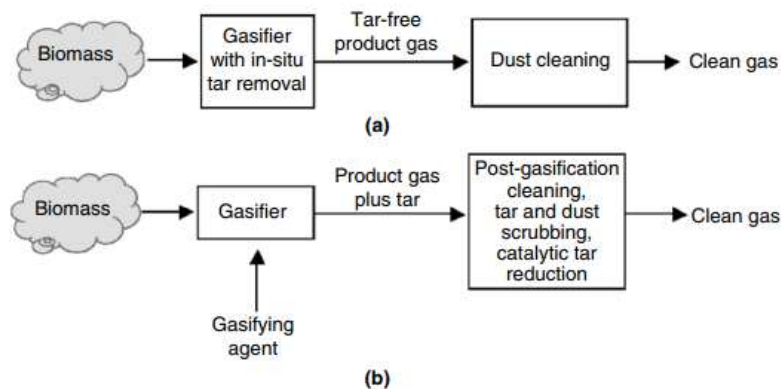 Biomass
Gasifier
with in-situ
tar removal
Tar-free
product gas
Dust cleaning
Clean gas
(a)
Biomass
Gasifier
Product gas
plus tar
Post-gasification
cleaning,
tar and dust
scrubbing,
catalytic tar
reduction
Clean gas
Gasifying
agent
(b)